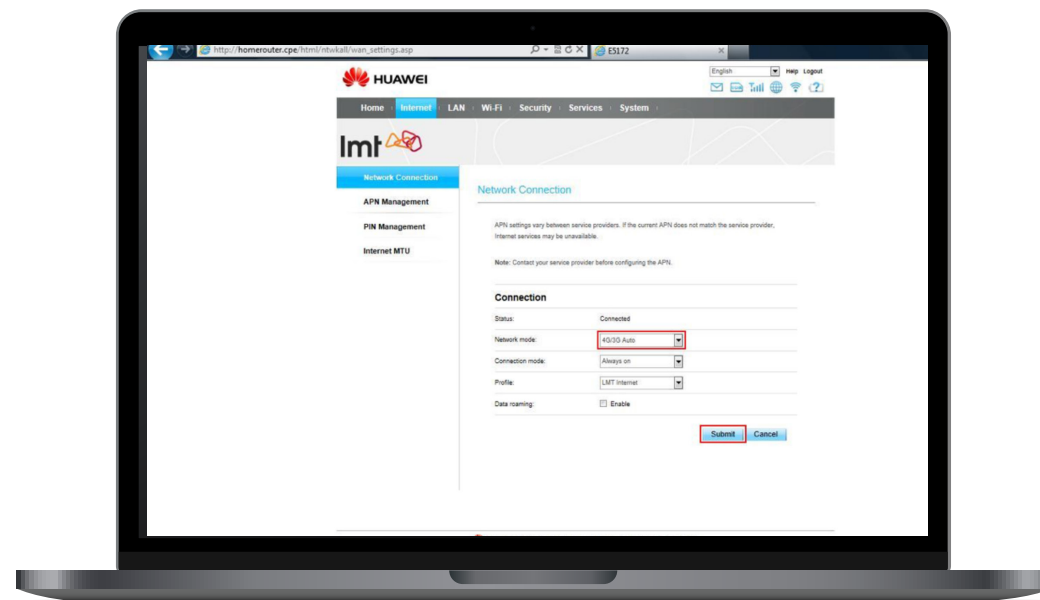 http://homerouter.cpe/html/ntwkall/wan_settings.asp
E5172
HUAWEI
English
Help Logout
Home Internet LAN Wi-Fi Security Services System
lmt
Network Connection
APN Management
PIN Management
Internet MTU
Network Connection
APN settings vary between service providers. If the current APN does not match the service provider,
Internet services may be unavailable.
Note: Contact your service provider before configuring the APN.
Connection
Status: Connected
Network mode: 4G/3G Auto
Connection mode: Always on
Profile: LMT Internet
Data roaming: Enable
Submit Cancel